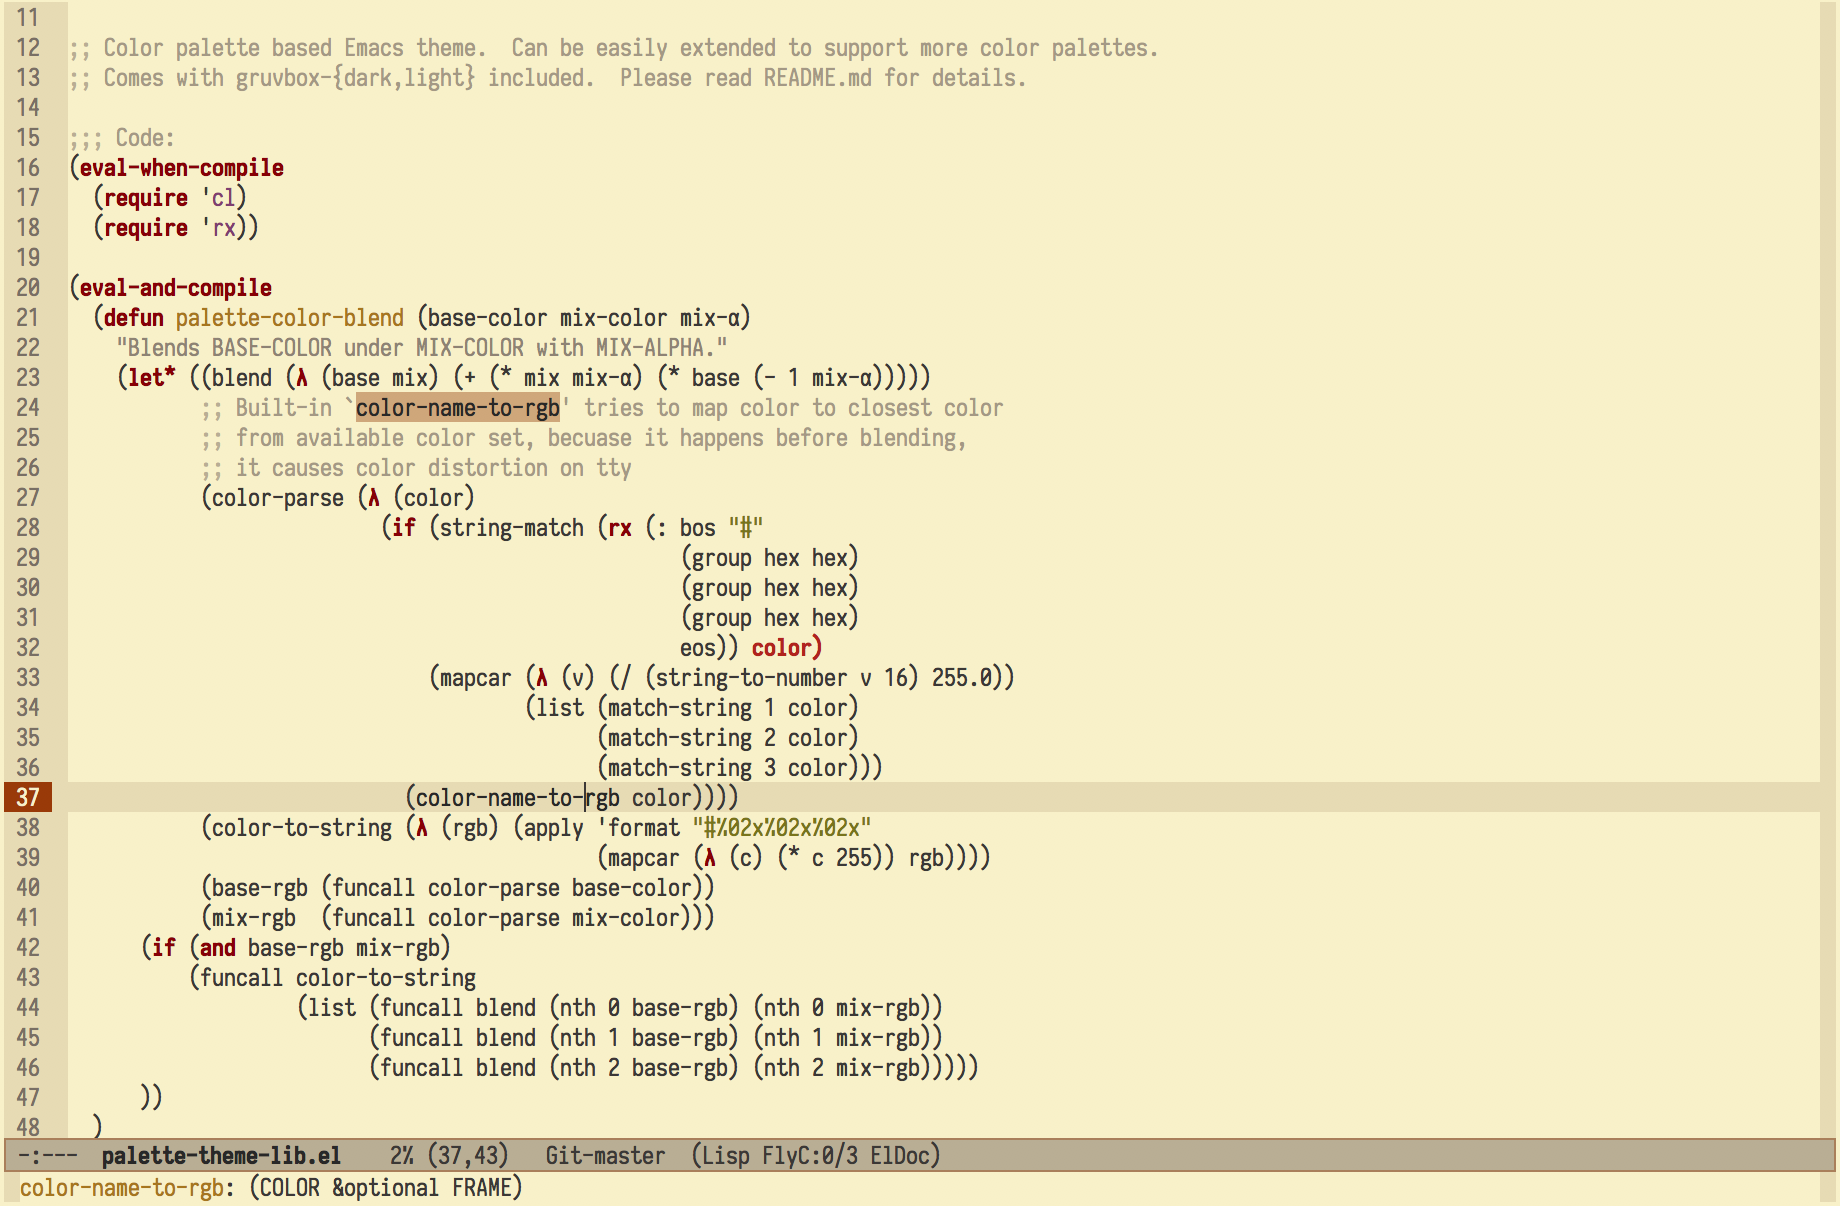 11
12 ;; Color palette based Emacs theme.  Can be easily extended to support more color palettes.
13 ;; Comes with gruvbox-{dark,light} included.  Please read README.md for details.
14
15 ;;; Code:
16 (eval-when-compile
17   (require 'cl)
18   (require 'rx))
19
20 (eval-and-compile
21   (defun palette-color-blend (base-color mix-color mix-α)
22     "Blends BASE-COLOR under MIX-COLOR with MIX-ALPHA."
23     (let* ((blend (λ (base mix) (+ (* mix mix-α) (* base (- 1 mix-α)))))
24            ;; Built-in `color-name-to-rgb' tries to map color to closest color
25            ;; from available color set, becuase it happens before blending,
26            ;; it causes color distortion on tty
27            (color-parse (λ (color)
28                           (if (string-match (rx (: bos "#"
29                                                    (group hex hex)
30                                                    (group hex hex)
31                                                    (group hex hex)
32                                                    eos)) color)
33                               (mapcar (λ (v) (/ (string-to-number v 16) 255.0))
34                                       (list (match-string 1 color)
35                                             (match-string 2 color)
36                                             (match-string 3 color)))
37                             (color-name-to-rgb color))))
38            (color-to-string (λ (rgb) (apply 'format "#%02x%02x%02x"
39                                             (mapcar (λ (c) (* c 255)) rgb))))
40            (base-rgb (funcall color-parse base-color))
41            (mix-rgb  (funcall color-parse mix-color)))
42       (if (and base-rgb mix-rgb)
43           (funcall color-to-string
44                    (list (funcall blend (nth 0 base-rgb) (nth 0 mix-rgb))
45                          (funcall blend (nth 1 base-rgb) (nth 1 mix-rgb))
46                          (funcall blend (nth 2 base-rgb) (nth 2 mix-rgb)))))
47       ))
48   )
-:---  palette-theme-lib.el    2% (37,43)   Git-master  (Lisp FlyC:0/3 ElDoc)
color-name-to-rgb: (COLOR &optional FRAME)